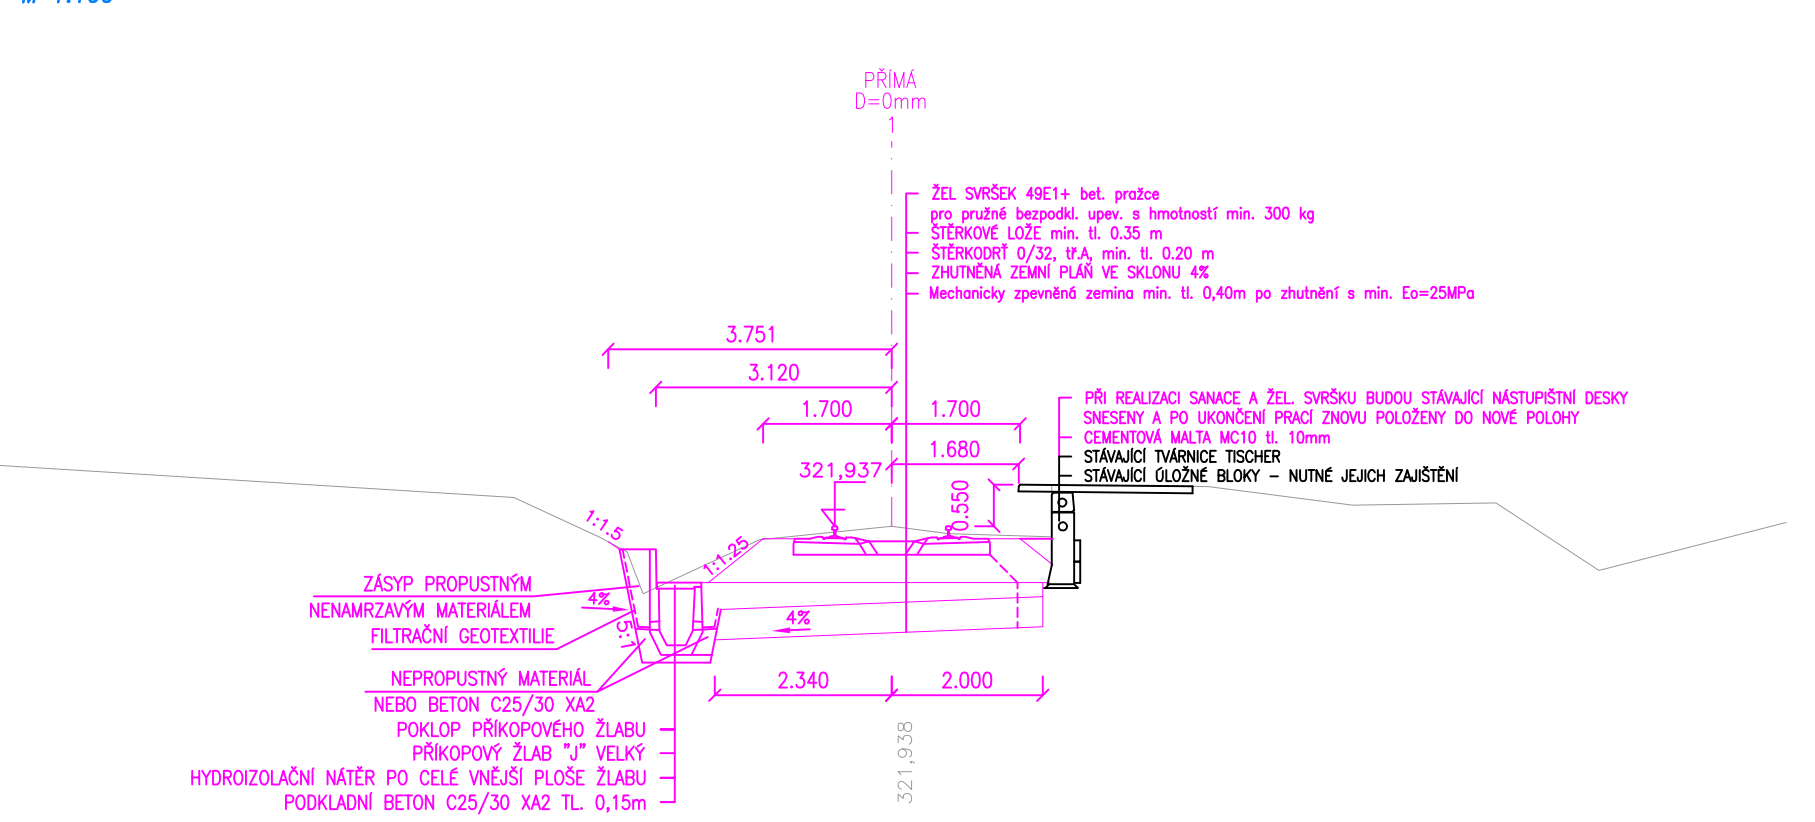 PŘÍMÁ
D=0mm
1
ŽEL SVRŠEK 49E1+ bet. pražce
pro pružné bezpodkl. upev. s hmotností min. 300 kg
ŠTĚRKOVÉ LOŽE min. tl. 0.35 m
ŠTĚRKODRŤ 0/32, tř.A, min. tl. 0.20 m
ZHUTNĚNÁ ZEMNÍ PLÁŇ VE SKLONU 4%
Mechanicky zpevněná zemina min. tl. 0,40m po zhutnění s min. Eo=25MPa
3.751
3.120
1.700
1.700
1.680
321,937
0.550
PŘI REALIZACI SANACE A ŽEL. SVRŠKU BUDOU STÁVAJÍCÍ NÁSTUPIŠTNÍ DESKY
SNESENY A PO UKONČENÍ PRACÍ ZNOVU POLOŽENY DO NOVÉ POLOHY
CEMENTOVÁ MALTA MC10 tl. 10mm
STÁVAJÍCÍ TVÁRNICE TISCHER
STÁVAJÍCÍ ÚLOŽNÉ BLOKY – NUTNÉ JEJICH ZAJIŠTĚNÍ
1:1.5
1:1.25
ZÁSYP PROPUSTNÝM
NENAMRZAVÝM MATERIÁLEM
4%
FILTRAČNÍ GEOTEXTILIE
5:1
4%
NEPROPUSTNÝ MATERIÁL
NEBO BETON C25/30 XA2
2.340
2.000
POKLOP PŘÍKOPOVÉHO ŽLABU
PŘÍKOPOVÝ ŽLAB "J" VELKÝ
HYDROIZOLAČNÍ NÁTĚR PO CELÉ VNĚJŠÍ PLOŠE ŽLABU
PODKLADNÍ BETON C25/30 XA2 TL. 0,15m
321,938